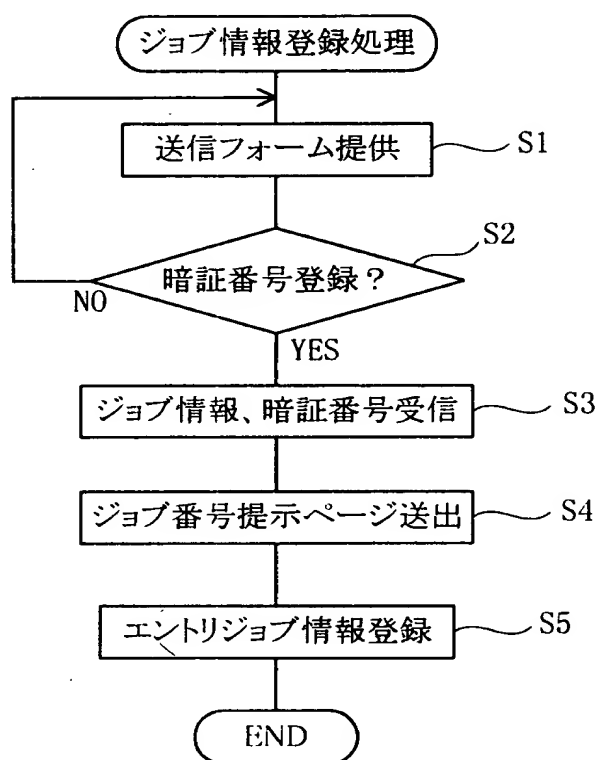 ジョブ情報登録処理
送信フォーム提供
S1
S2
暗証番号登録？
NO
YES
ジョブ情報、暗証番号受信
S3
ジョブ番号提示ページ送出
S4
エントリジョブ情報登録
S5
END